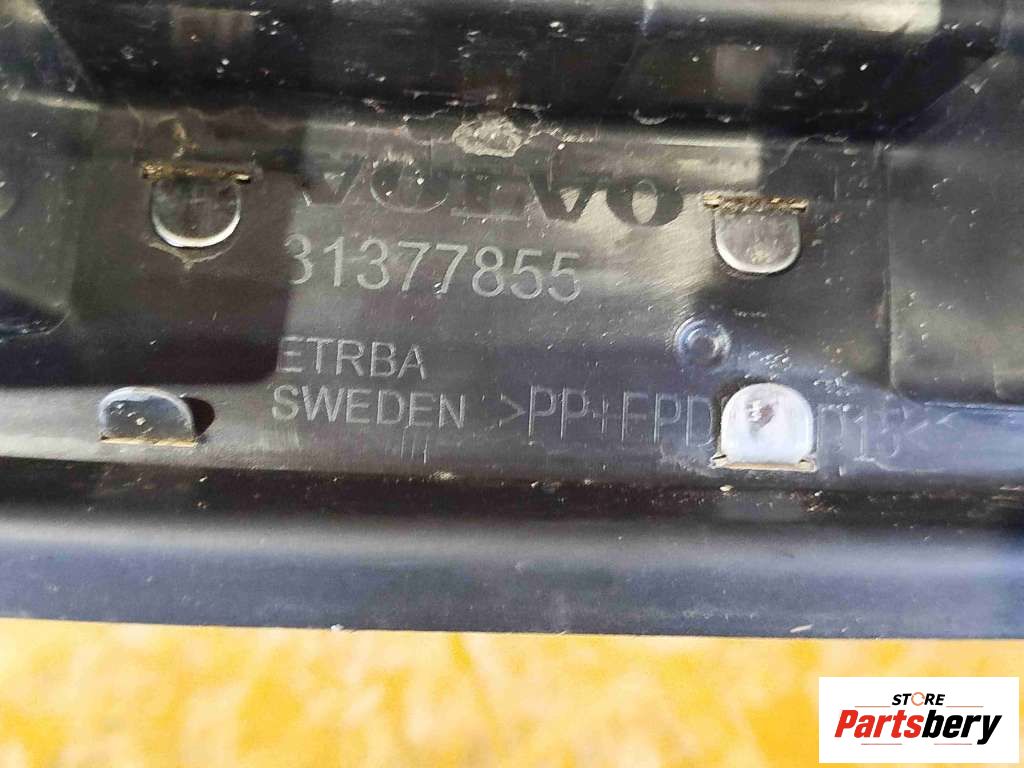 VOLVO
31377855
ETRBA
SWEDEN >PP+EPD
STORE
Partsbery